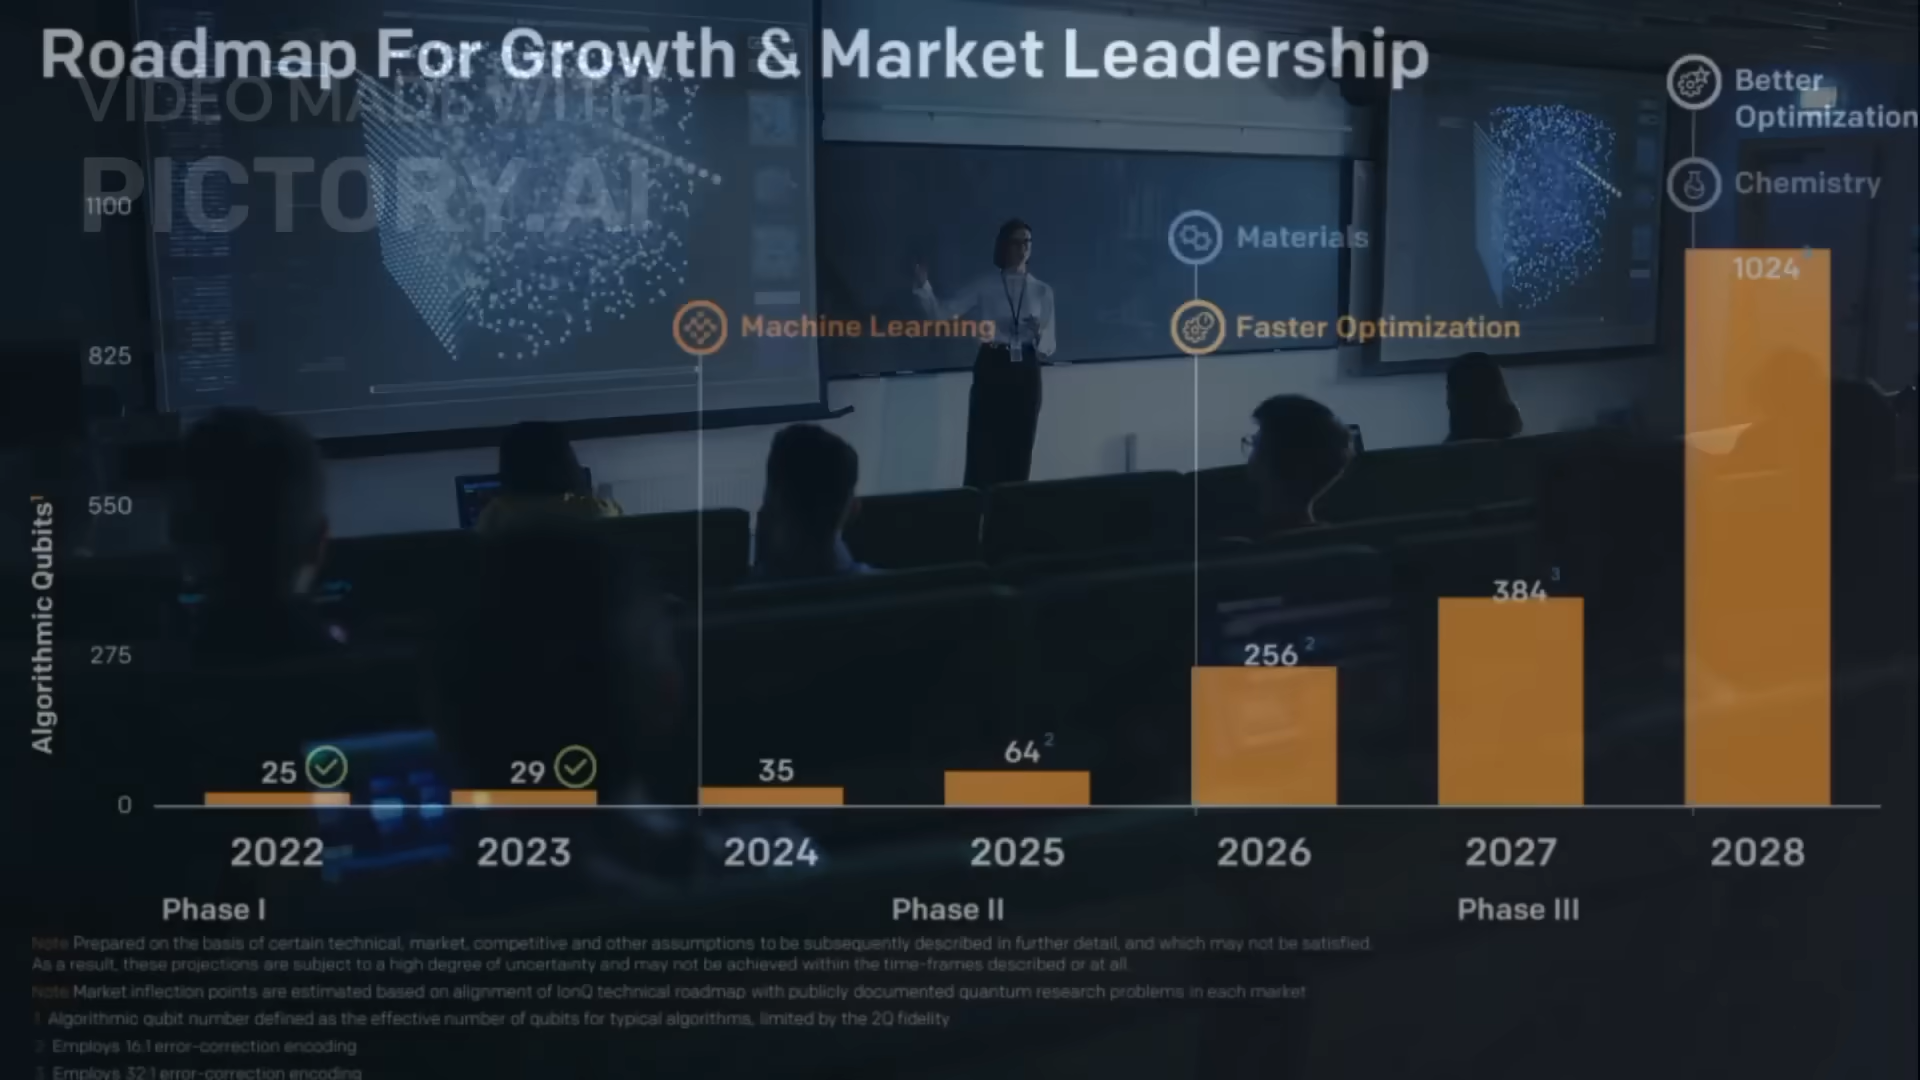 Roadmap For Growth & Market Leadership
VIDEO MADE WITH
PICTORY.AI
Better
Optimization
Chemistry
Materials
Machine Learning
Faster Optimization
Algorithmic Qubits¹
1100
825
550
275
0
25
29
35
64 ²
256 ²
384 ³
1024
2022
2023
2024
2025
2026
2027
2028
Phase I
Phase II
Phase III
Note Prepared on the basis of certain technical, market, competitive and other assumptions to be subsequently described in further detail, and which may not be satisfied.
As a result, these projections are subject to a high degree of uncertainty and may not be achieved within the time-frames described or at all.
Note Market inflection points are estimated based on alignment of IonQ technical roadmap with publicly documented quantum research problems in each market
1 Algorithmic qubit number defined as the effective number of qubits for typical algorithms, limited by the 2Q fidelity
2 Employs 16:1 error-correction encoding
3 Employs 32:1 error-correction encoding